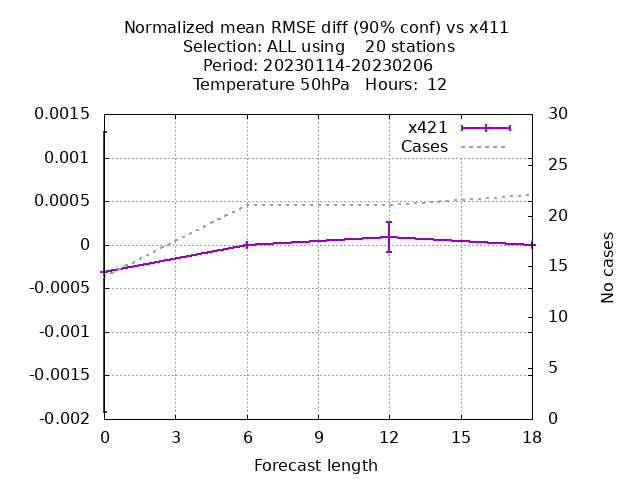 Normalized mean RMSE diff (90% conf) vs x411
Selection: ALL using    20 stations
Period: 20230114-20230206
Temperature 50hPa   Hours:  12
x421
Cases
0.0015
0.001
0.0005
0
-0.0005
-0.001
-0.0015
-0.002
30
25
20
15
10
5
0
No cases
0 3 6 9 12 15 18
Forecast length